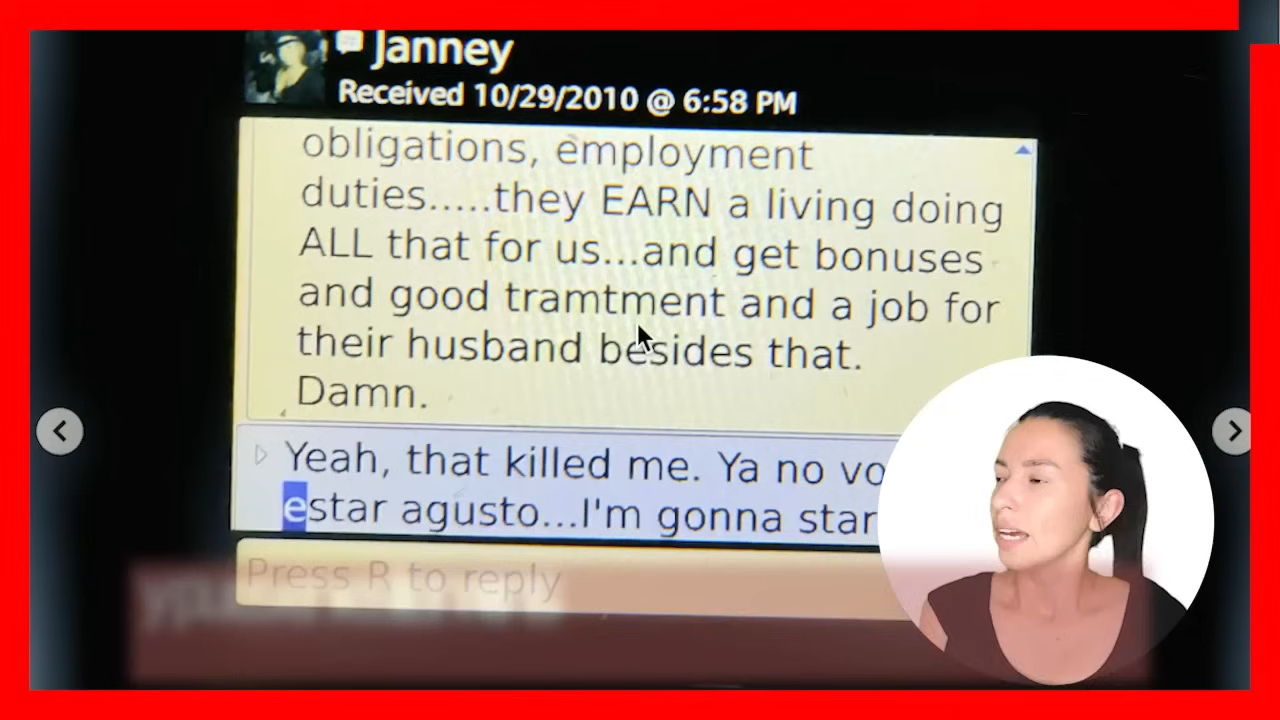 Janney
Received 10/29/2010 @ 6:58 PM
obligations, employment
duties.....they EARN a living doing
ALL that for us...and get bonuses
and good tramtment and a job for
their husband besides that.
Damn.
Yeah, that killed me. Ya no vo
estar agusto...I'm gonna star
Press R to reply